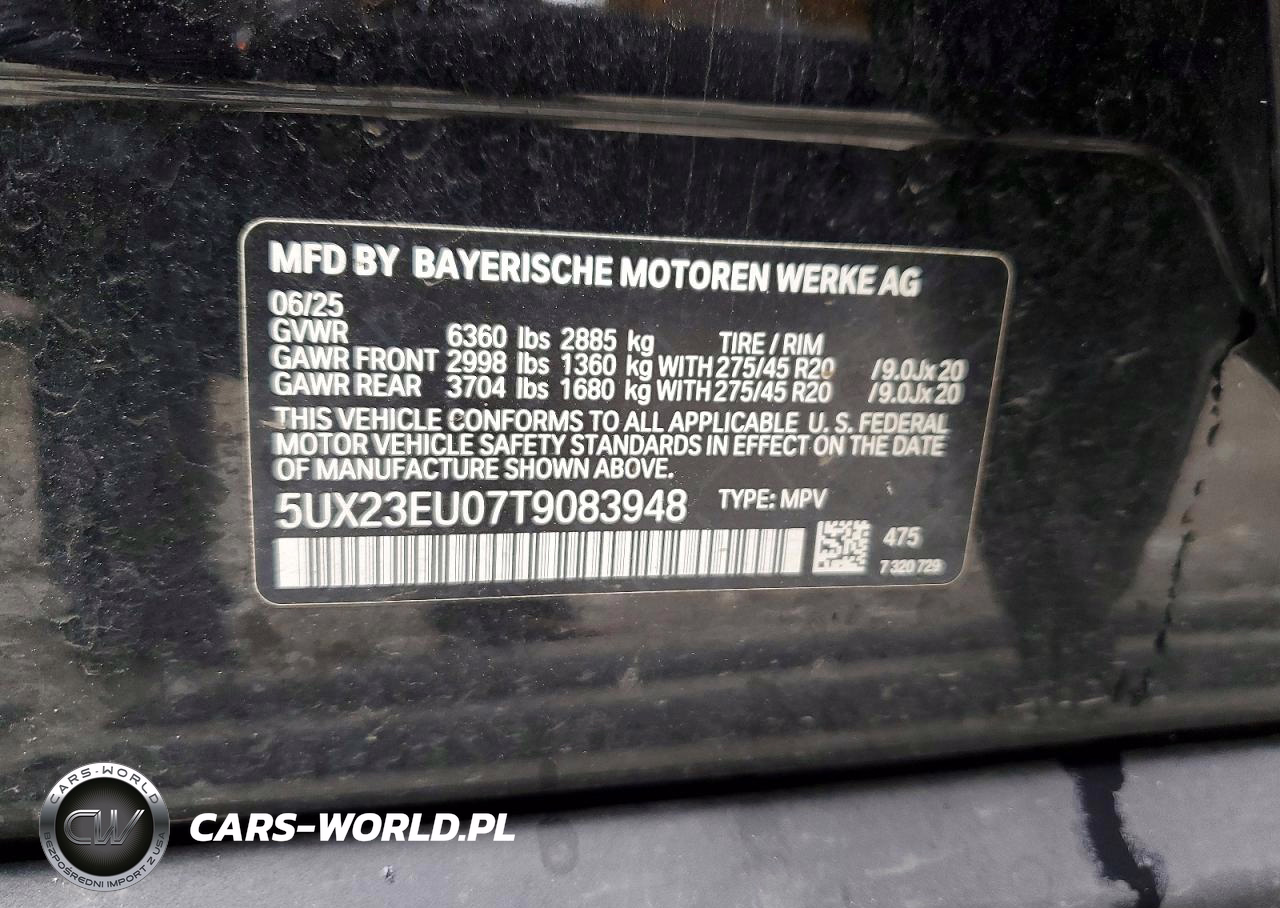 MFD BY BAYERISCHE MOTOREN WERKE AG
06/25
GVWR 6360 lbs 2885 kg TIRE / RIM
GAWR FRONT 2998 lbs 1360 kg WITH 275/45 R20 /9.0Jx20
GAWR REAR 3704 lbs 1680 kg WITH 275/45 R20 /9.0Jx20
THIS VEHICLE CONFORMS TO ALL APPLICABLE U. S. FEDERAL
MOTOR VEHICLE SAFETY STANDARDS IN EFFECT ON THE DATE
OF MANUFACTURE SHOWN ABOVE.
5UX23EU07T9083948 TYPE: MPV
475
7 320 729
CARS-WORLD
CW
BEZPOŚREDNI IMPORT Z USA
CARS-WORLD.PL